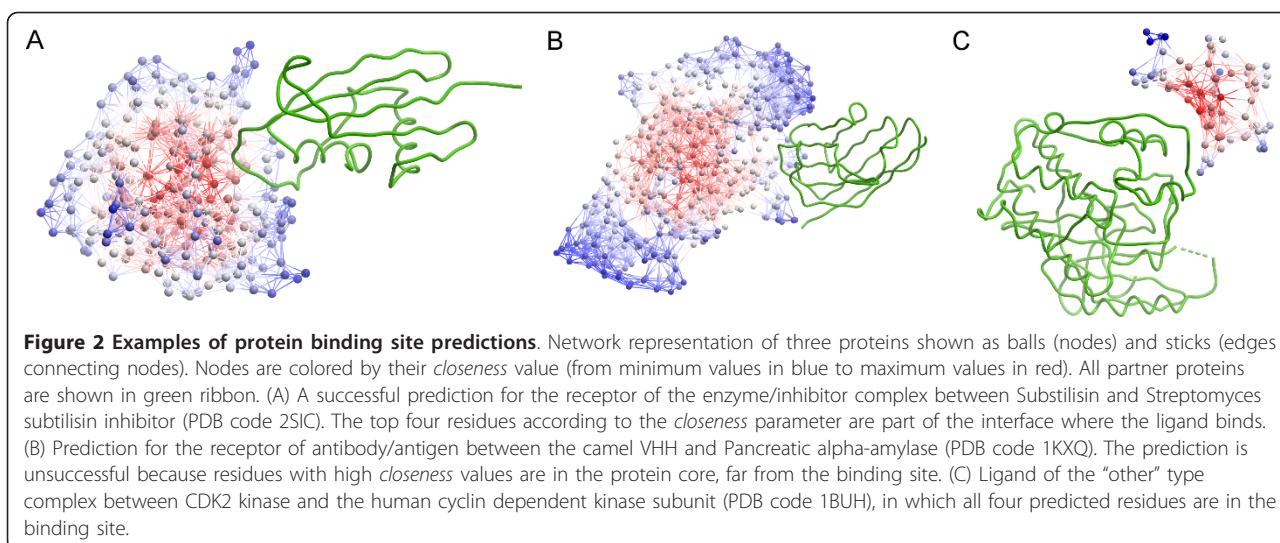 A
B
C
Figure 2 Examples of protein binding site predictions. Network representation of three proteins shown as balls (nodes) and sticks (edges
connecting nodes). Nodes are colored by their closeness value (from minimum values in blue to maximum values in red). All partner proteins
are shown in green ribbon. (A) A successful prediction for the receptor of the enzyme/inhibitor complex between Substilisin and Streptomyces
subtilisin inhibitor (PDB code 2SIC). The top four residues according to the closeness parameter are part of the interface where the ligand binds.
(B) Prediction for the receptor of antibody/antigen between the camel VHH and Pancreatic alpha-amylase (PDB code 1KXQ). The prediction is
unsuccessful because residues with high closeness values are in the protein core, far from the binding site. (C) Ligand of the “other” type
complex between CDK2 kinase and the human cyclin dependent kinase subunit (PDB code 1BUH), in which all four predicted residues are in the
binding site.